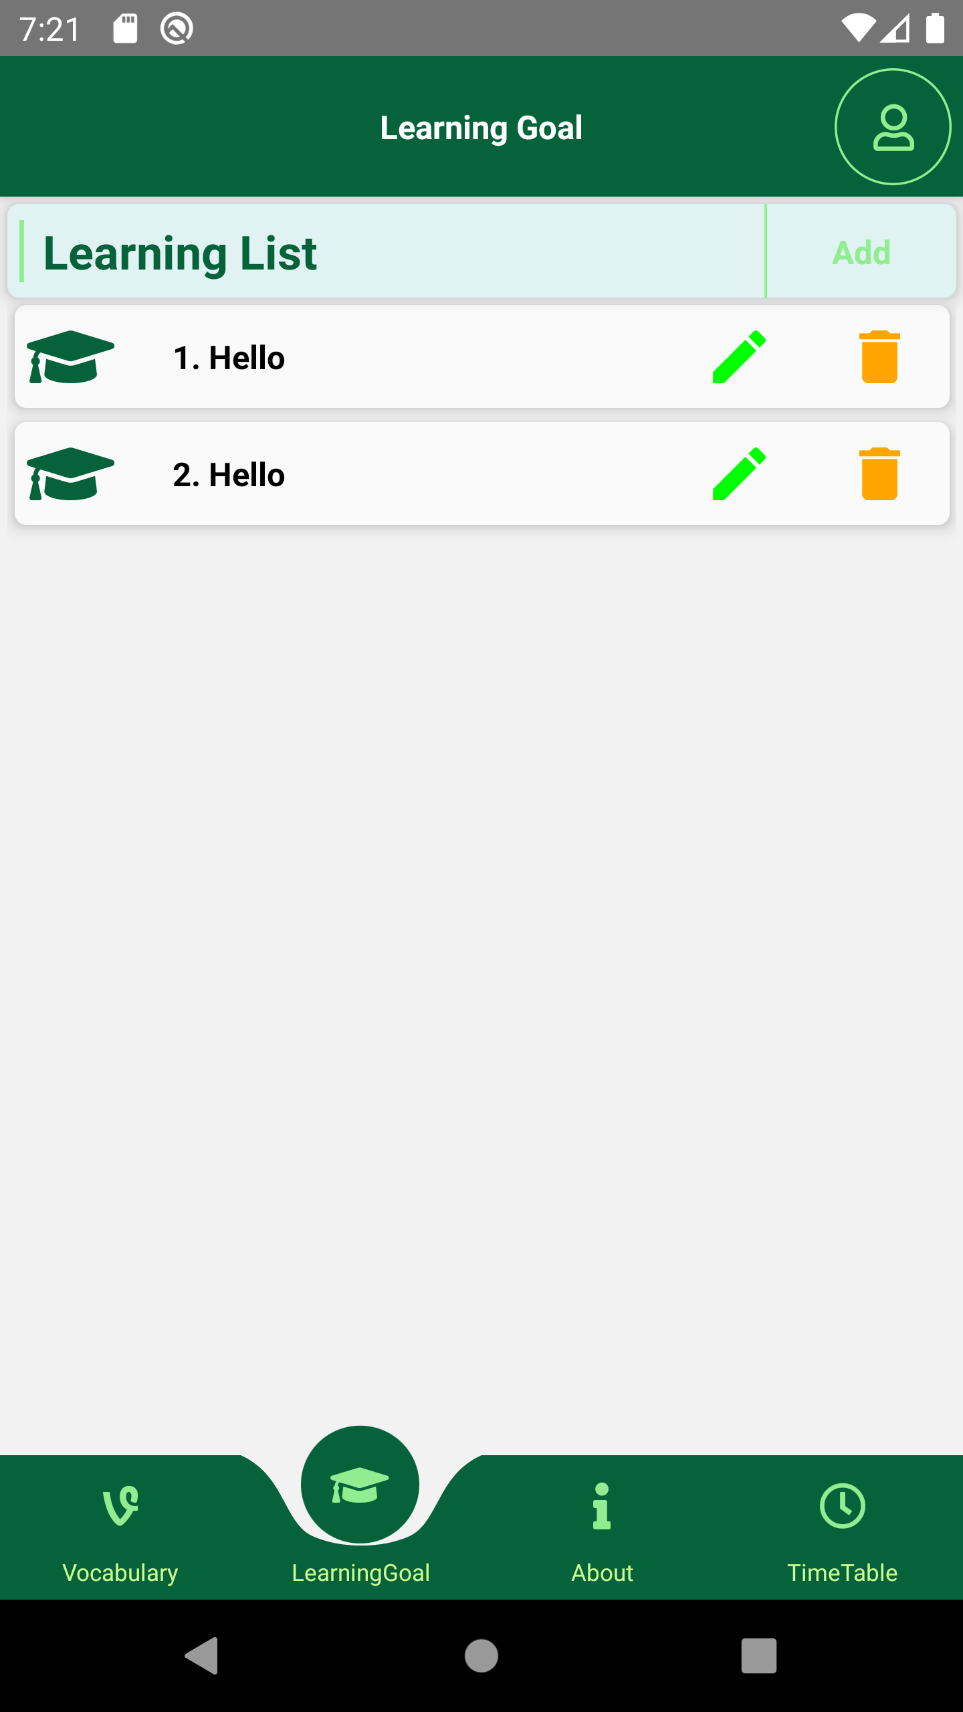 7:21
Learning Goal
Learning List
Add
1. Hello
2. Hello
Vocabulary
LearningGoal
About
TimeTable